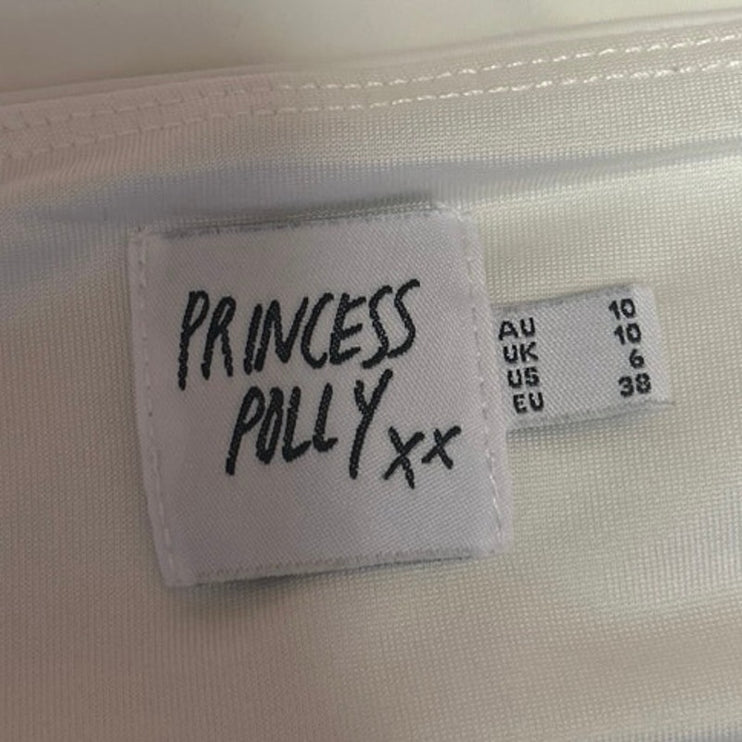 PRINCESS
POLLY xx
AU 10
UK 10
US 6
EU 38